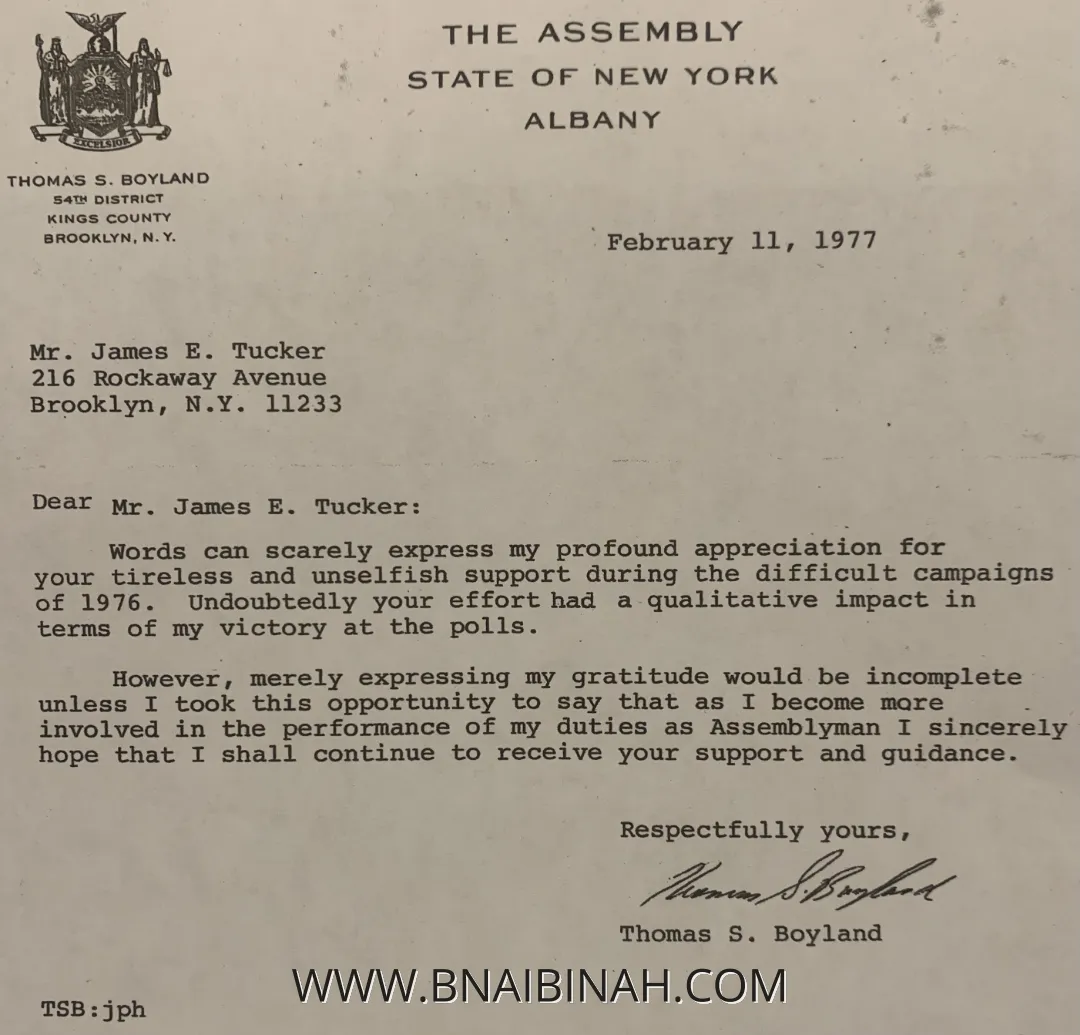 EXCELSIOR
THE ASSEMBLY
STATE OF NEW YORK
ALBANY
THOMAS S. BOYLAND
54TH DISTRICT
KINGS COUNTY
BROOKLYN, N. Y.
February 11, 1977
Mr. James E. Tucker
216 Rockaway Avenue
Brooklyn, N.Y. 11233
Dear Mr. James E. Tucker:
Words can scarely express my profound appreciation for
your tireless and unselfish support during the difficult campaigns
of 1976. Undoubtedly your effort had a qualitative impact in
terms of my victory at the polls.
However, merely expressing my gratitude would be incomplete
unless I took this opportunity to say that as I become more
involved in the performance of my duties as Assemblyman I sincerely
hope that I shall continue to receive your support and guidance.
Respectfully yours,
Thomas S. Boyland
Thomas S. Boyland
WWW.BNAIBINAH.COM
TSB:jph